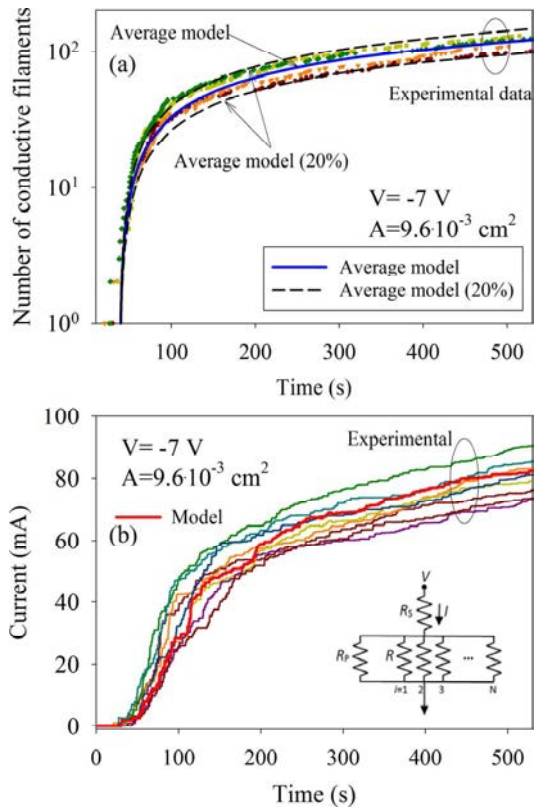 Number of conductive filaments
10²
10¹
10⁰
(a)
Average model
Experimental data
Average model (20%)
V= -7 V
A=9.6·10⁻³ cm²
Average model
Average model (20%)
100 200 300 400 500
Time (s)
Current (mA)
100
80
60
40
20
0
V= -7 V
A=9.6·10⁻³ cm²
Model
(b)
Experimental
V
R_S
I
R_P
R
...
i=1 2 3 N
0 100 200 300 400 500
Time (s)